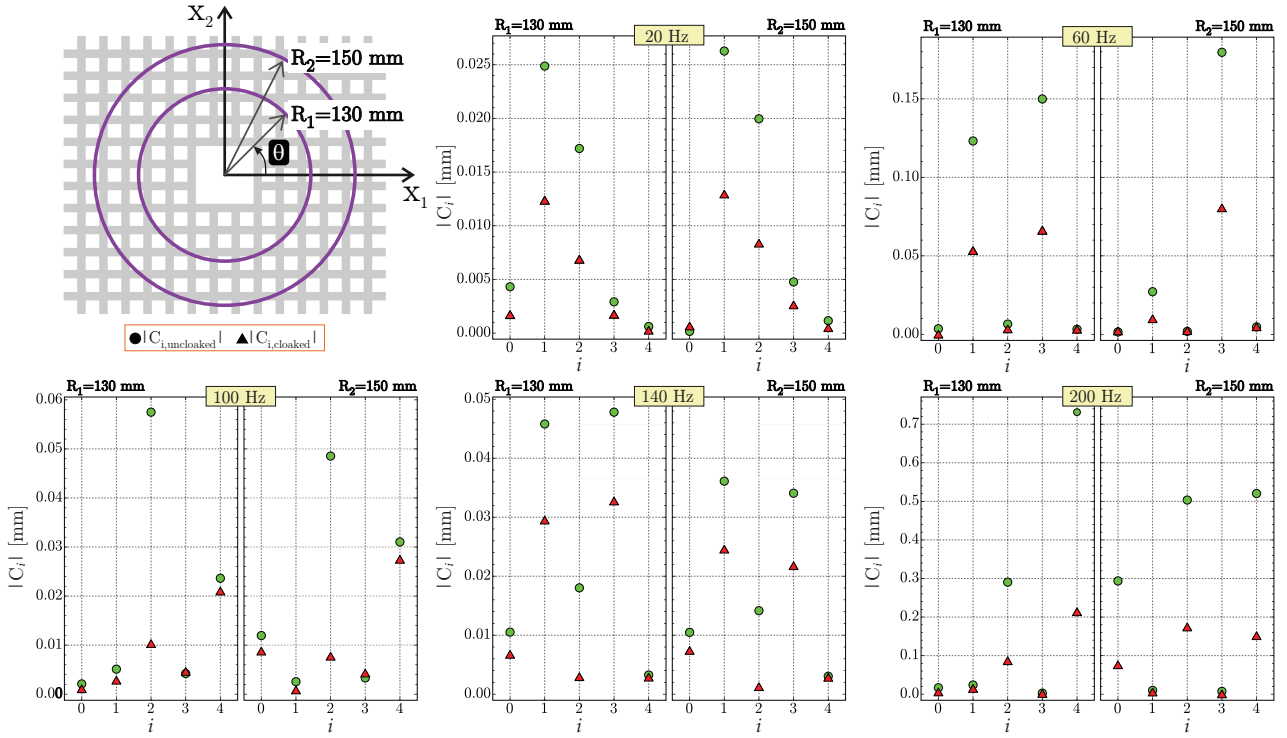 X₂
R₂=150 mm
R₁=130 mm
θ
X₁
|C_{i,uncloaked}| |C_{i,cloaked}|
R₁=130 mm 20 Hz R₂=150 mm
|C_i| [mm]
0.025
0.020
0.015
0.010
0.005
0.000
0 1 2 3 4 0 1 2 3 4
i i
R₁=130 mm 60 Hz R₂=150 mm
|C_i| [mm]
0.15
0.10
0.05
0.00
0 1 2 3 4 0 1 2 3 4
i i
R₁=130 mm 100 Hz R₂=150 mm
|C_i| [mm]
0.06
0.05
0.04
0.03
0.02
0.01
0.00
0 1 2 3 4 0 1 2 3 4
i i
R₁=130 mm 140 Hz R₂=150 mm
|C_i| [mm]
0.05
0.04
0.03
0.02
0.01
0.00
0 1 2 3 4 0 1 2 3 4
i i
R₁=130 mm 200 Hz R₂=150 mm
|C_i| [mm]
0.7
0.6
0.5
0.4
0.3
0.2
0.1
0.0
0 1 2 3 4 0 1 2 3 4
i i